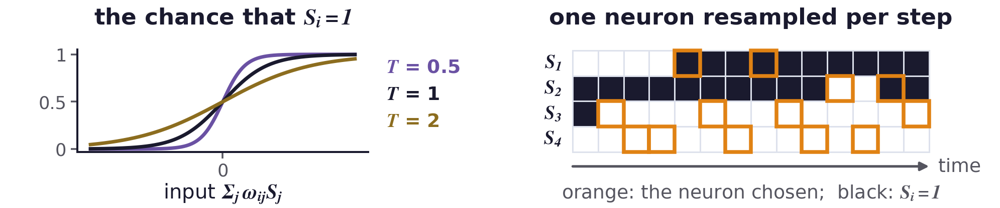 the chance that Sᵢ = 1
1
0.5
0
0
input Σⱼ ωᵢⱼSⱼ
T = 0.5
T = 1
T = 2
one neuron resampled per step
S₁
S₂
S₃
S₄
time
orange: the neuron chosen; black: Sᵢ = 1